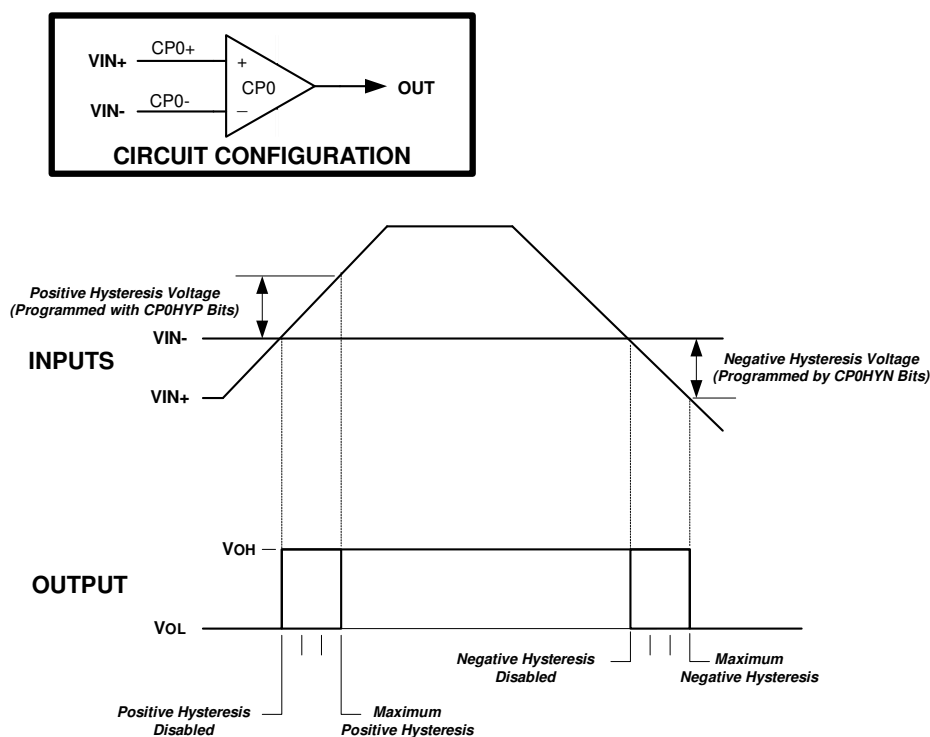 VIN+
CP0+
+
CP0
OUT
VIN-
CP0-
_
CIRCUIT CONFIGURATION
Positive Hysteresis Voltage
(Programmed with CP0HYP Bits)
VIN-
INPUTS
Negative Hysteresis Voltage
(Programmed by CP0HYN Bits)
VIN+
VOH
OUTPUT
VOL
Negative Hysteresis
Disabled
Maximum
Negative Hysteresis
Positive Hysteresis
Disabled
Maximum
Positive Hysteresis